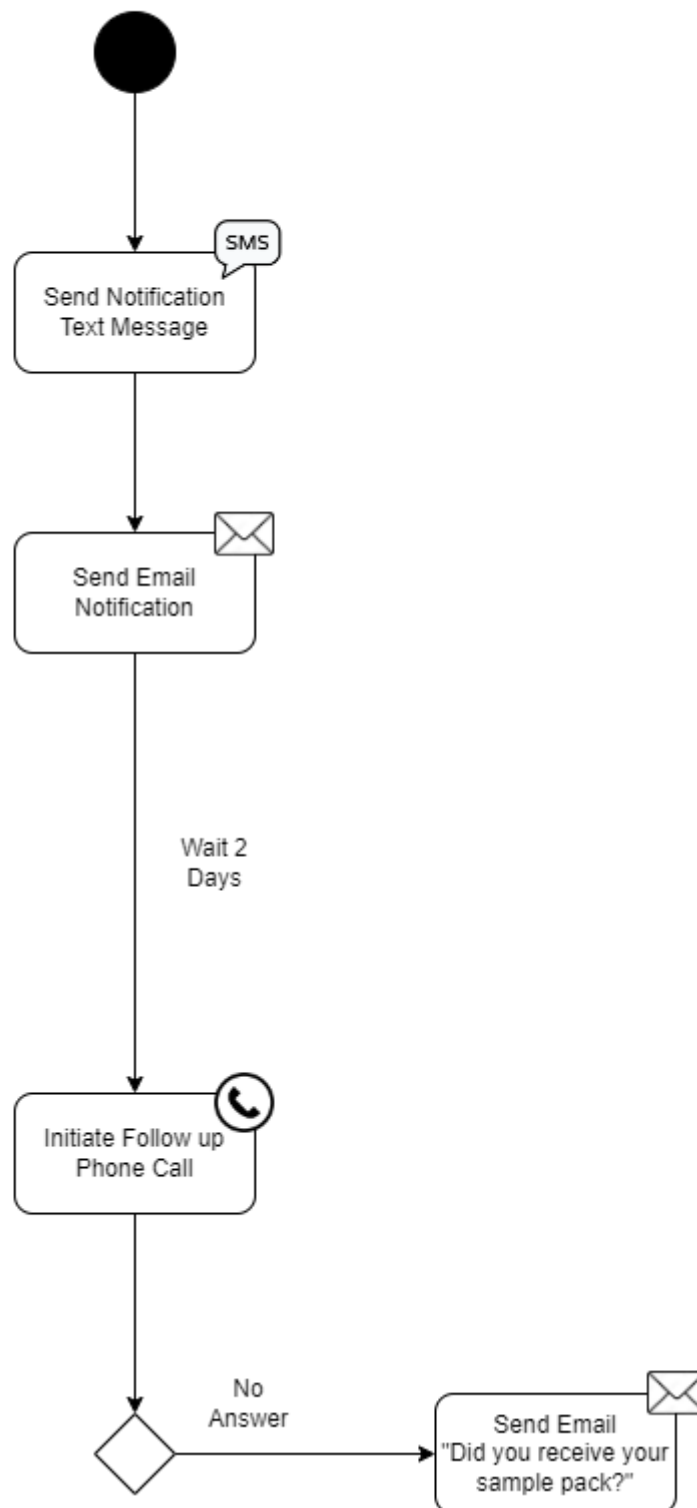 SMS
Send Notification
Text Message
Send Email
Notification
Wait 2
Days
Initiate Follow up
Phone Call
No
Answer
Send Email
"Did you receive your
sample pack?"